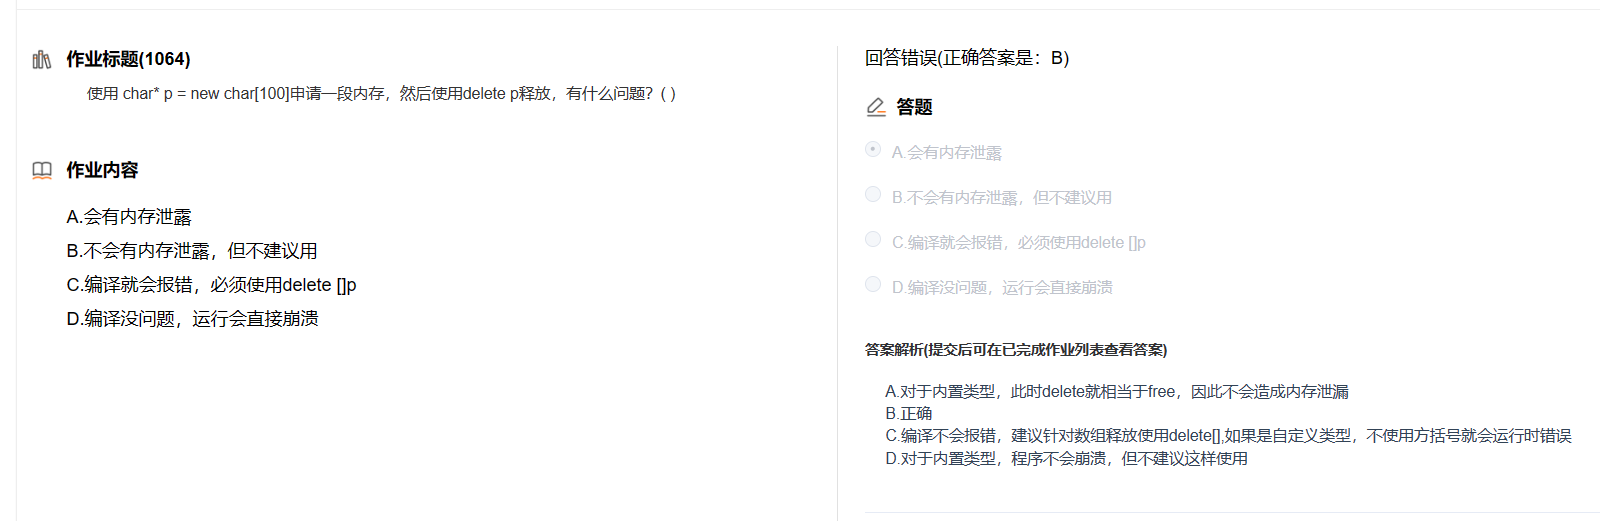 作业标题(1064)
使用 char* p = new char[100]申请一段内存，然后使用delete p释放，有什么问题？( )
作业内容
A.会有内存泄露
B.不会有内存泄露，但不建议用
C.编译就会报错，必须使用delete []p
D.编译没问题，运行会直接崩溃
回答错误(正确答案是：B)
答题
A.会有内存泄露
B.不会有内存泄露，但不建议用
C.编译就会报错，必须使用delete []p
D.编译没问题，运行会直接崩溃
答案解析(提交后可在已完成作业列表查看答案)
A.对于内置类型，此时delete就相当于free，因此不会造成内存泄漏
B.正确
C.编译不会报错，建议针对数组释放使用delete[],如果是自定义类型，不使用方括号就会运行时错误
D.对于内置类型，程序不会崩溃，但不建议这样使用